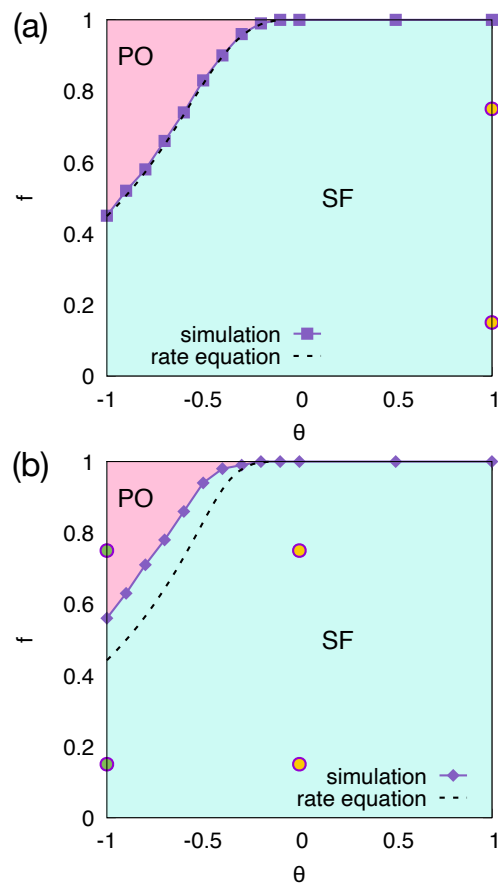 (a)
1
0.8
0.6
0.4
0.2
0
f
PO
SF
simulation
rate equation
-1 -0.5 0 0.5 1
θ
(b)
1
0.8
0.6
0.4
0.2
0
f
PO
SF
simulation
rate equation
-1 -0.5 0 0.5 1
θ